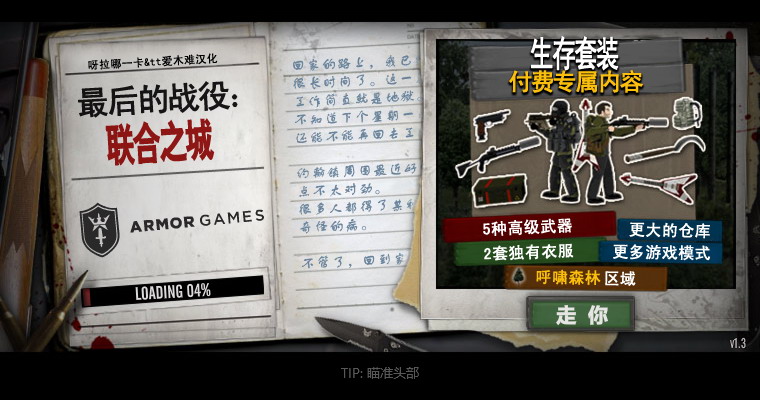 呀拉哪一卡&tt爱木难汉化
最后的战役:
联合之城
ARMOR GAMES
LOADING 04%
回家的路上，我已
很长时间了。这一
工作简直就是地狱
不知道下个星期一
还能不能再回去工
约翰镇周围最近好
点不太对劲。
很多人都得了某种
奇怪的病。
不管了，回到家
生存套装
付费专属内容
5种高级武器
更大的仓库
2套独有衣服
更多游戏模式
呼啸森林 区域
走 你
v1.3
TIP: 瞄准头部